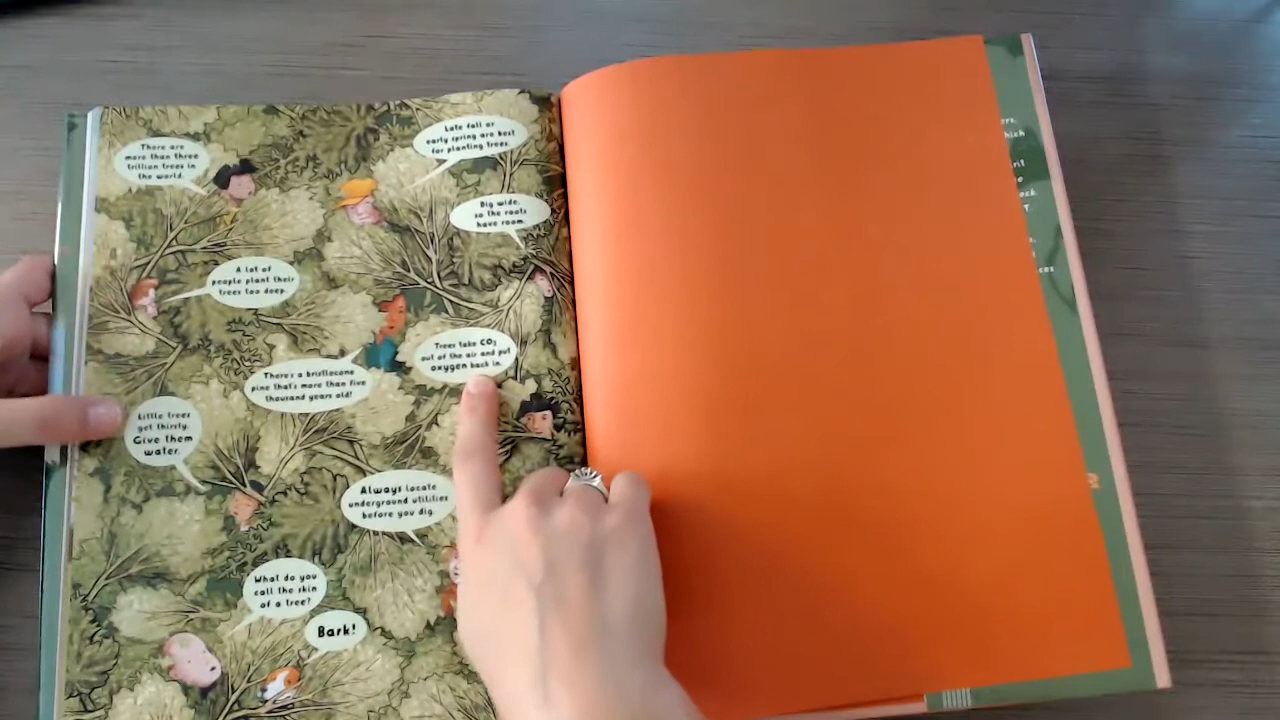 There are
more than three
trillion trees in
the world.
Late fall or
early spring are best
for planting trees.
Dig wide,
so the roots
have room.
A lot of
people plant their
trees too deep.
Trees take CO2
out of the air and put
oxygen back in.
There's a bristlecone
pine that's more than five
thousand years old!
Little trees
get thirsty.
Give them
water.
Always locate
underground utilities
before you dig.
What do you
call the skin
of a tree?
Bark!